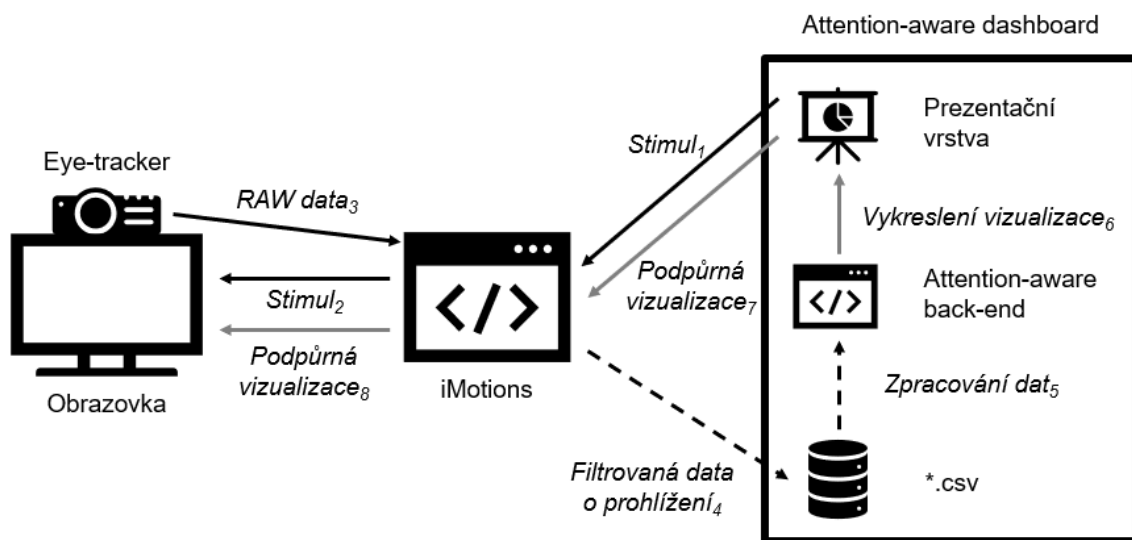 Attention-aware dashboard
Prezentační
vrstva
Stimul1
Eye-tracker
RAW data3
Vykreslení vizualizace6
Podpůrná
vizualizace7
Attention-aware
back-end
Stimul2
Podpůrná
vizualizace8
Obrazovka
iMotions
Zpracování dat5
Filtrovaná data
o prohlížení4
*.csv